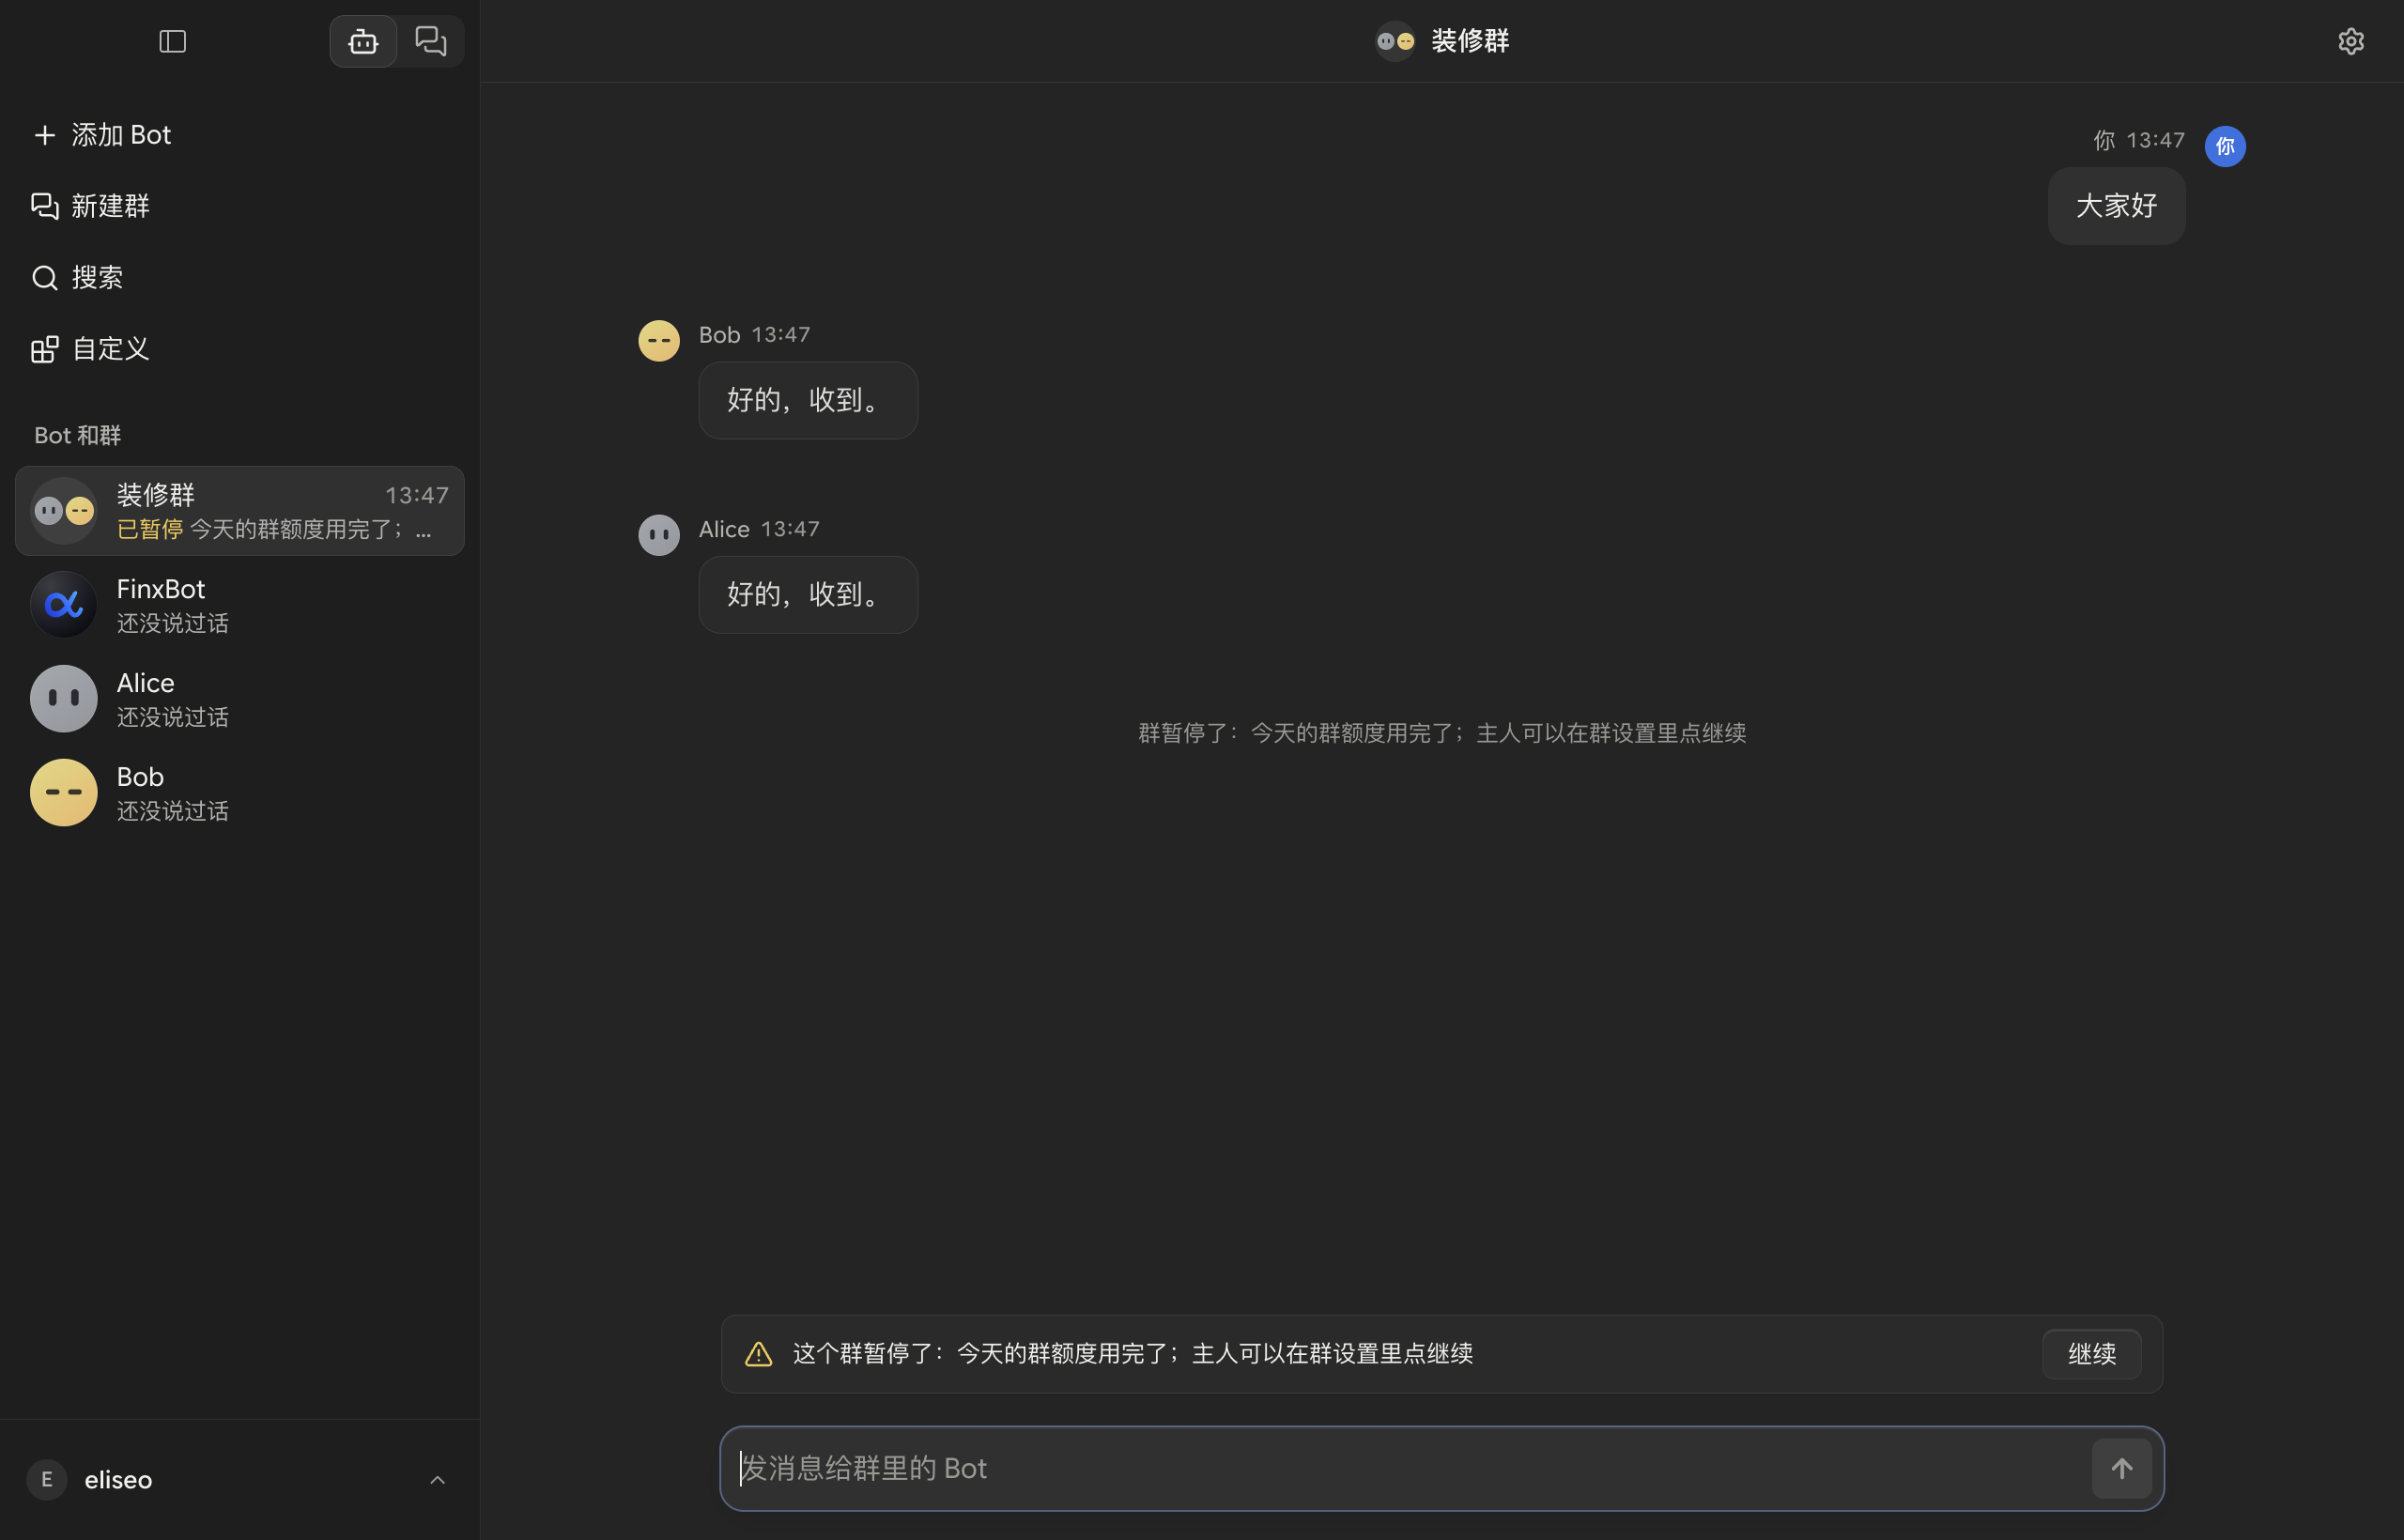 添加 Bot
新建群
搜索
自定义
Bot 和群
装修群 13:47
已暂停 今天的群额度用完了；...
FinxBot
还没说过话
Alice
还没说过话
Bob
还没说过话
E eliseo
装修群
你 13:47 你
大家好
Bob 13:47
好的，收到。
Alice 13:47
好的，收到。
群暂停了：今天的群额度用完了；主人可以在群设置里点继续
这个群暂停了：今天的群额度用完了；主人可以在群设置里点继续 继续
发消息给群里的 Bot